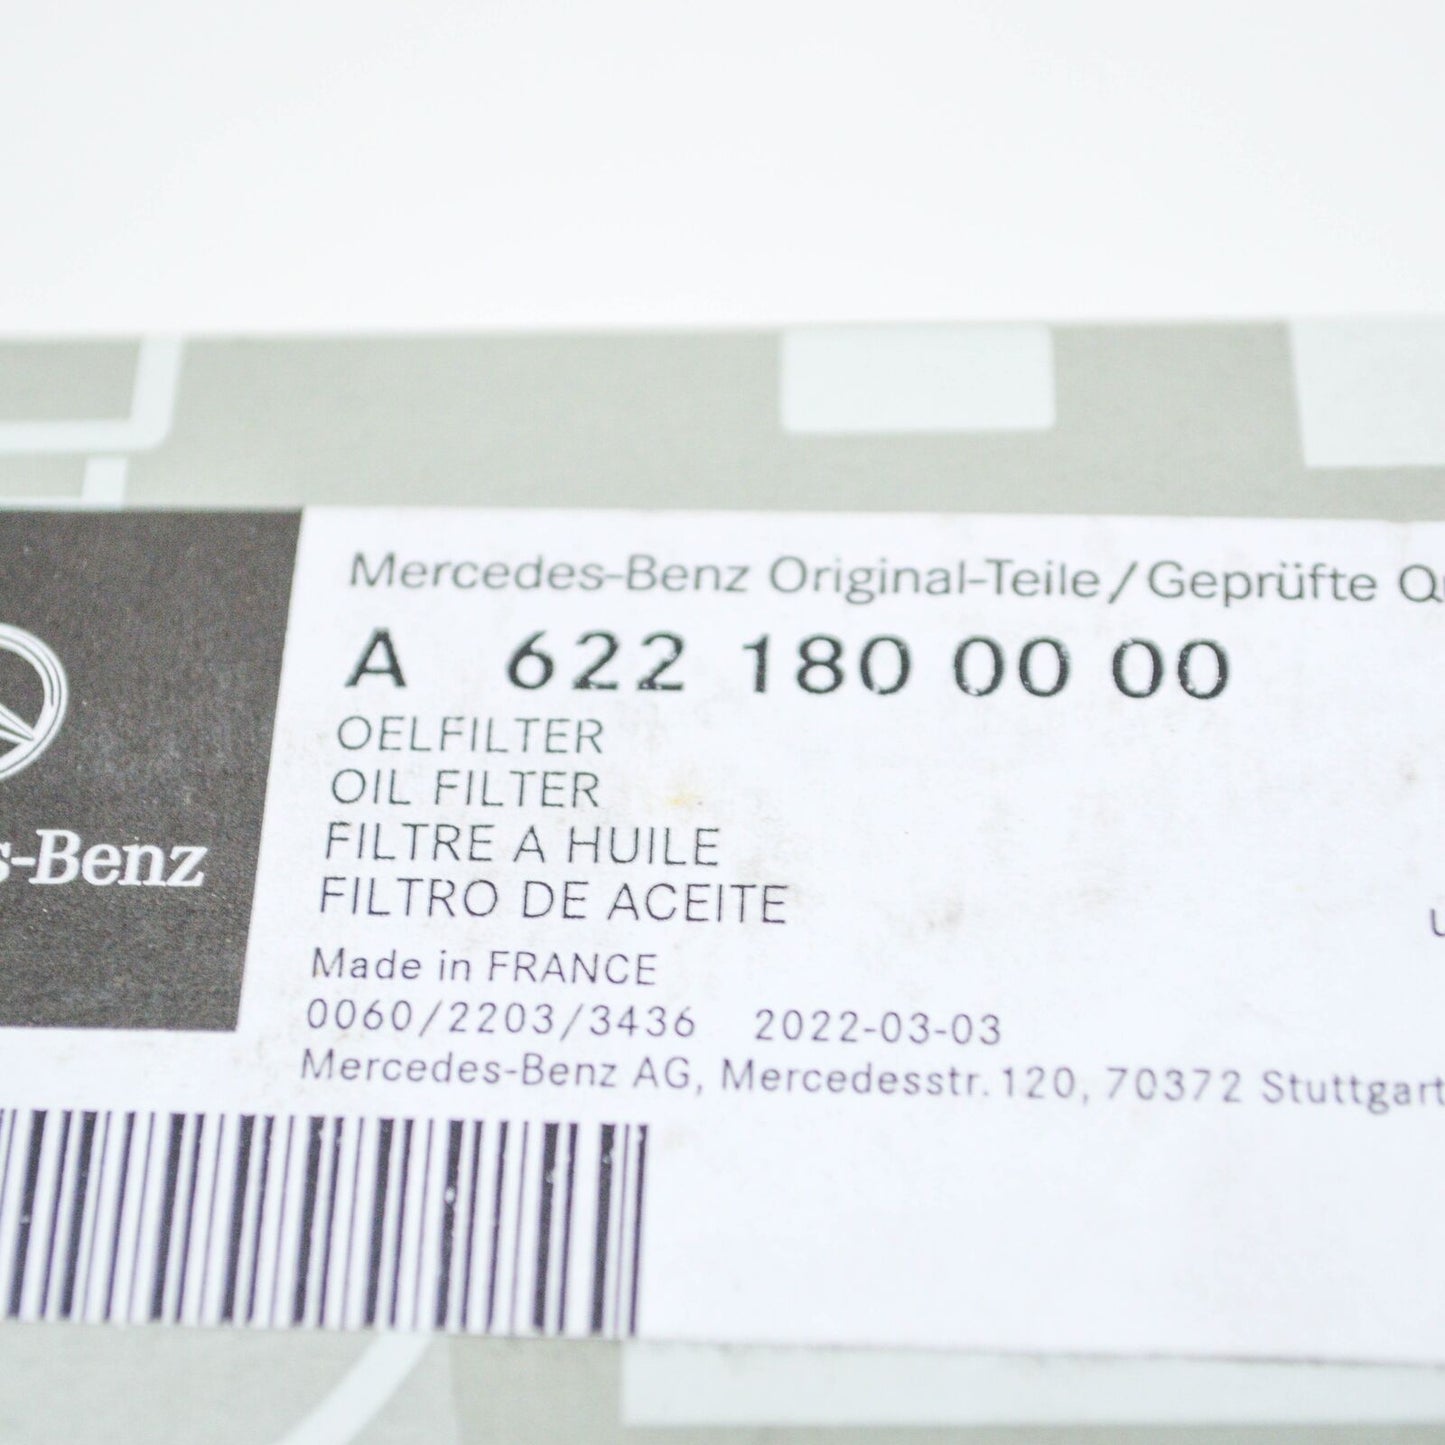 Mercedes-Benz Original-Teile/Geprüfte
A 622 180 00 00
OELFILTER
OIL FILTER
FILTRE A HUILE
FILTRO DE ACEITE
Made in FRANCE
0060/2203/3436 2022-03-03
Mercedes-Benz AG, Mercedesstr. 120, 70372 Stuttgart
s-Benz